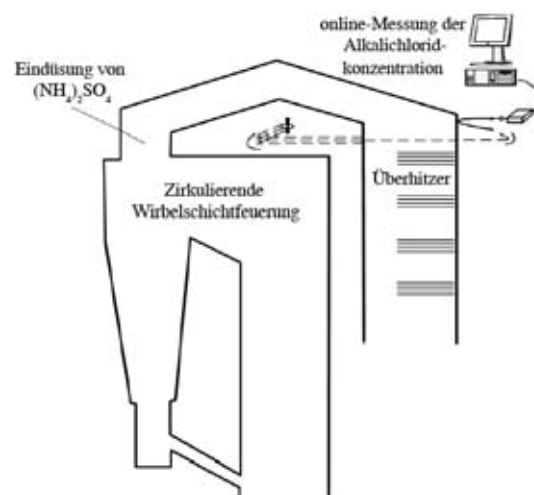 online-Messung der
Alkalichlorid-
konzentration
Eindüsung von
(NH₄)₂SO₄
Zirkulierende
Wirbelschichtfeuerung
Überhitzer